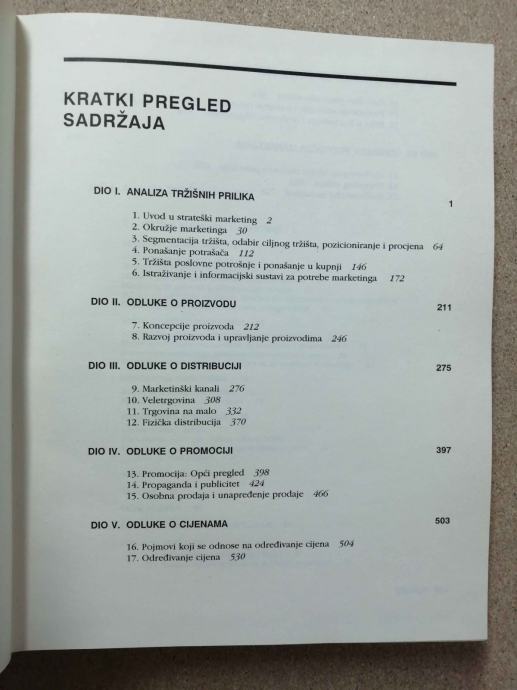 KRATKI PREGLED
SADRŽAJA
DIO I. ANALIZA TRŽIŠNIH PRILIKA 1
1. Uvod u strateški marketing 2
2. Okružje marketinga 30
3. Segmentacija tržišta, odabir ciljnog tržišta, pozicioniranje i procjena 64
4. Ponašanje potrašača 112
5. Tržišta poslovne potrošnje i ponašanje u kupnji 146
6. Istraživanje i informacijski sustavi za potrebe marketinga 172
DIO II. ODLUKE O PROIZVODU 211
7. Koncepcije proizvoda 212
8. Razvoj proizvoda i upravljanje proizvodima 246
DIO III. ODLUKE O DISTRIBUCIJI 275
9. Marketinški kanali 276
10. Veletrgovina 308
11. Trgovina na malo 332
12. Fizička distribucija 370
DIO IV. ODLUKE O PROMOCIJI 397
13. Promocija: Opći pregled 398
14. Propaganda i publicitet 424
15. Osobna prodaja i unapređenje prodaje 466
DIO V. ODLUKE O CIJENAMA 503
16. Pojmovi koji se odnose na određivanje cijena 504
17. Određivanje cijena 530